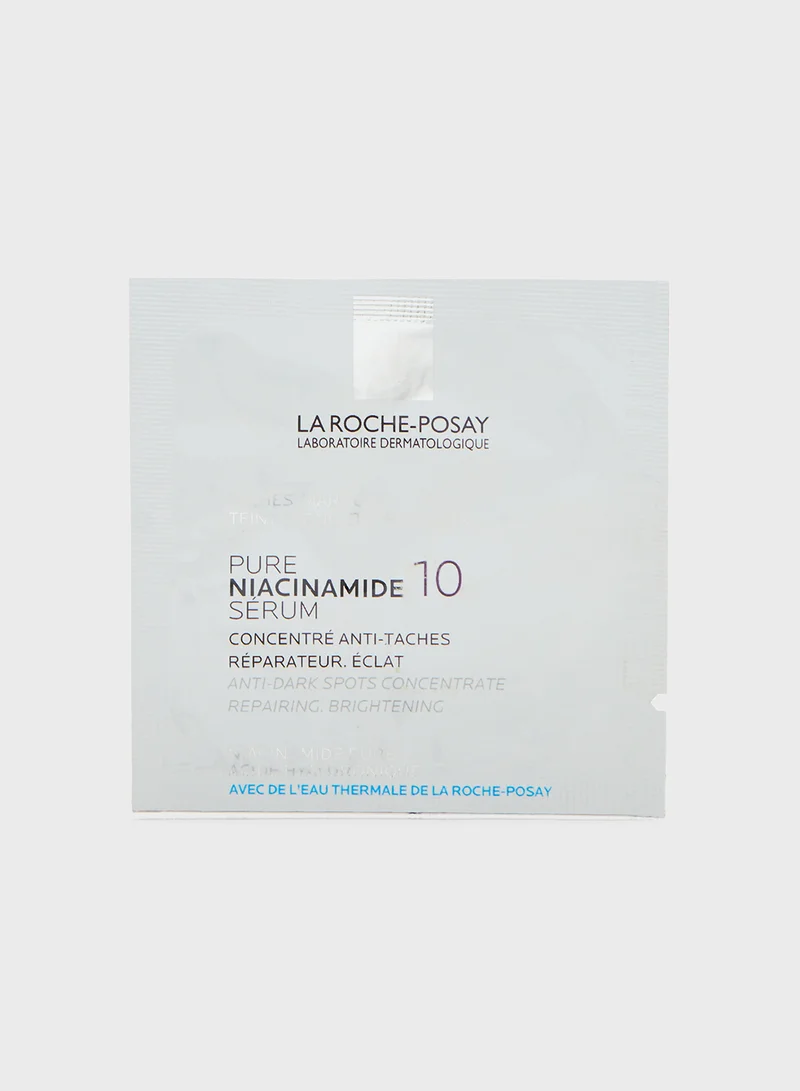 LA ROCHE-POSAY
LABORATOIRE DERMATOLOGIQUE
PURE
NIACINAMIDE 10
SÉRUM
CONCENTRÉ ANTI-TACHES
RÉPARATEUR. ÉCLAT
ANTI-DARK SPOTS CONCENTRATE
REPAIRING. BRIGHTENING
AVEC DE L'EAU THERMALE DE LA ROCHE-POSAY